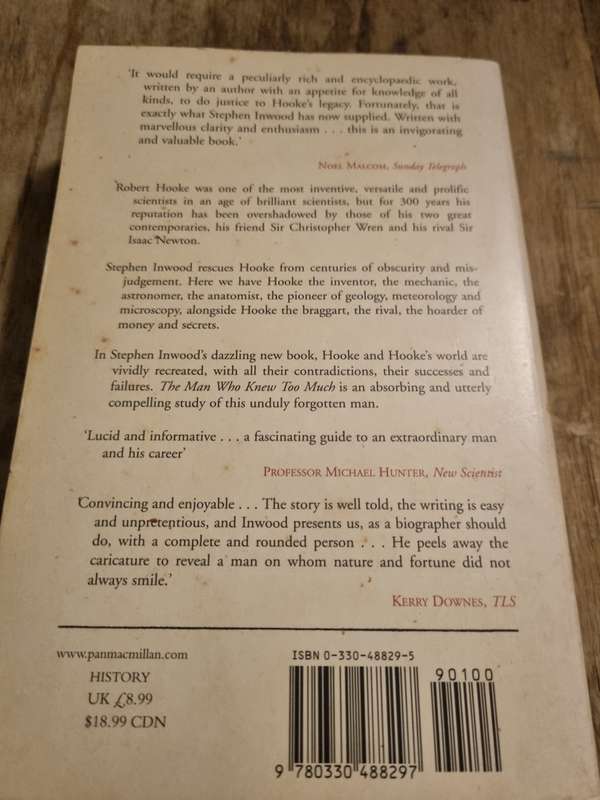 'It would require a peculiarly rich and encyclopaedic work,
written by an author with an appetite for knowledge of all
kinds, to do justice to Hooke's legacy. Fortunately, that is
exactly what Stephen Inwood has now supplied. Written with
marvellous clarity and enthusiasm . . . this is an invigorating
and valuable book.'
Noel Malcom, Sunday Telegraph
Robert Hooke was one of the most inventive, versatile and prolific
scientists in an age of brilliant scientists, but for 300 years his
reputation has been overshadowed by those of his two great
contemporaries, his friend Sir Christopher Wren and his rival Sir
Isaac Newton.
Stephen Inwood rescues Hooke from centuries of obscurity and mis-
judgement. Here we have Hooke the inventor, the mechanic, the
astronomer, the anatomist, the pioneer of geology, meteorology and
microscopy, alongside Hooke the braggart, the rival, the hoarder of
money and secrets.
In Stephen Inwood's dazzling new book, Hooke and Hooke's world are
vividly recreated, with all their contradictions, their successes and
failures. The Man Who Knew Too Much is an absorbing and utterly
compelling study of this unduly forgotten man.
'Lucid and informative . . . a fascinating guide to an extraordinary man
and his career'
Professor Michael Hunter, New Scientist
'Convincing and enjoyable . . . The story is well told, the writing is easy
and unpretentious, and Inwood presents us, as a biographer should
do, with a complete and rounded person . . . He peels away the
caricature to reveal a man on whom nature and fortune did not
always smile.'
Kerry Downes, TLS
www.panmacmillan.com
HISTORY
UK £8.99
$18.99 CDN
ISBN 0-330-48829-5
90100
9 780330 488297